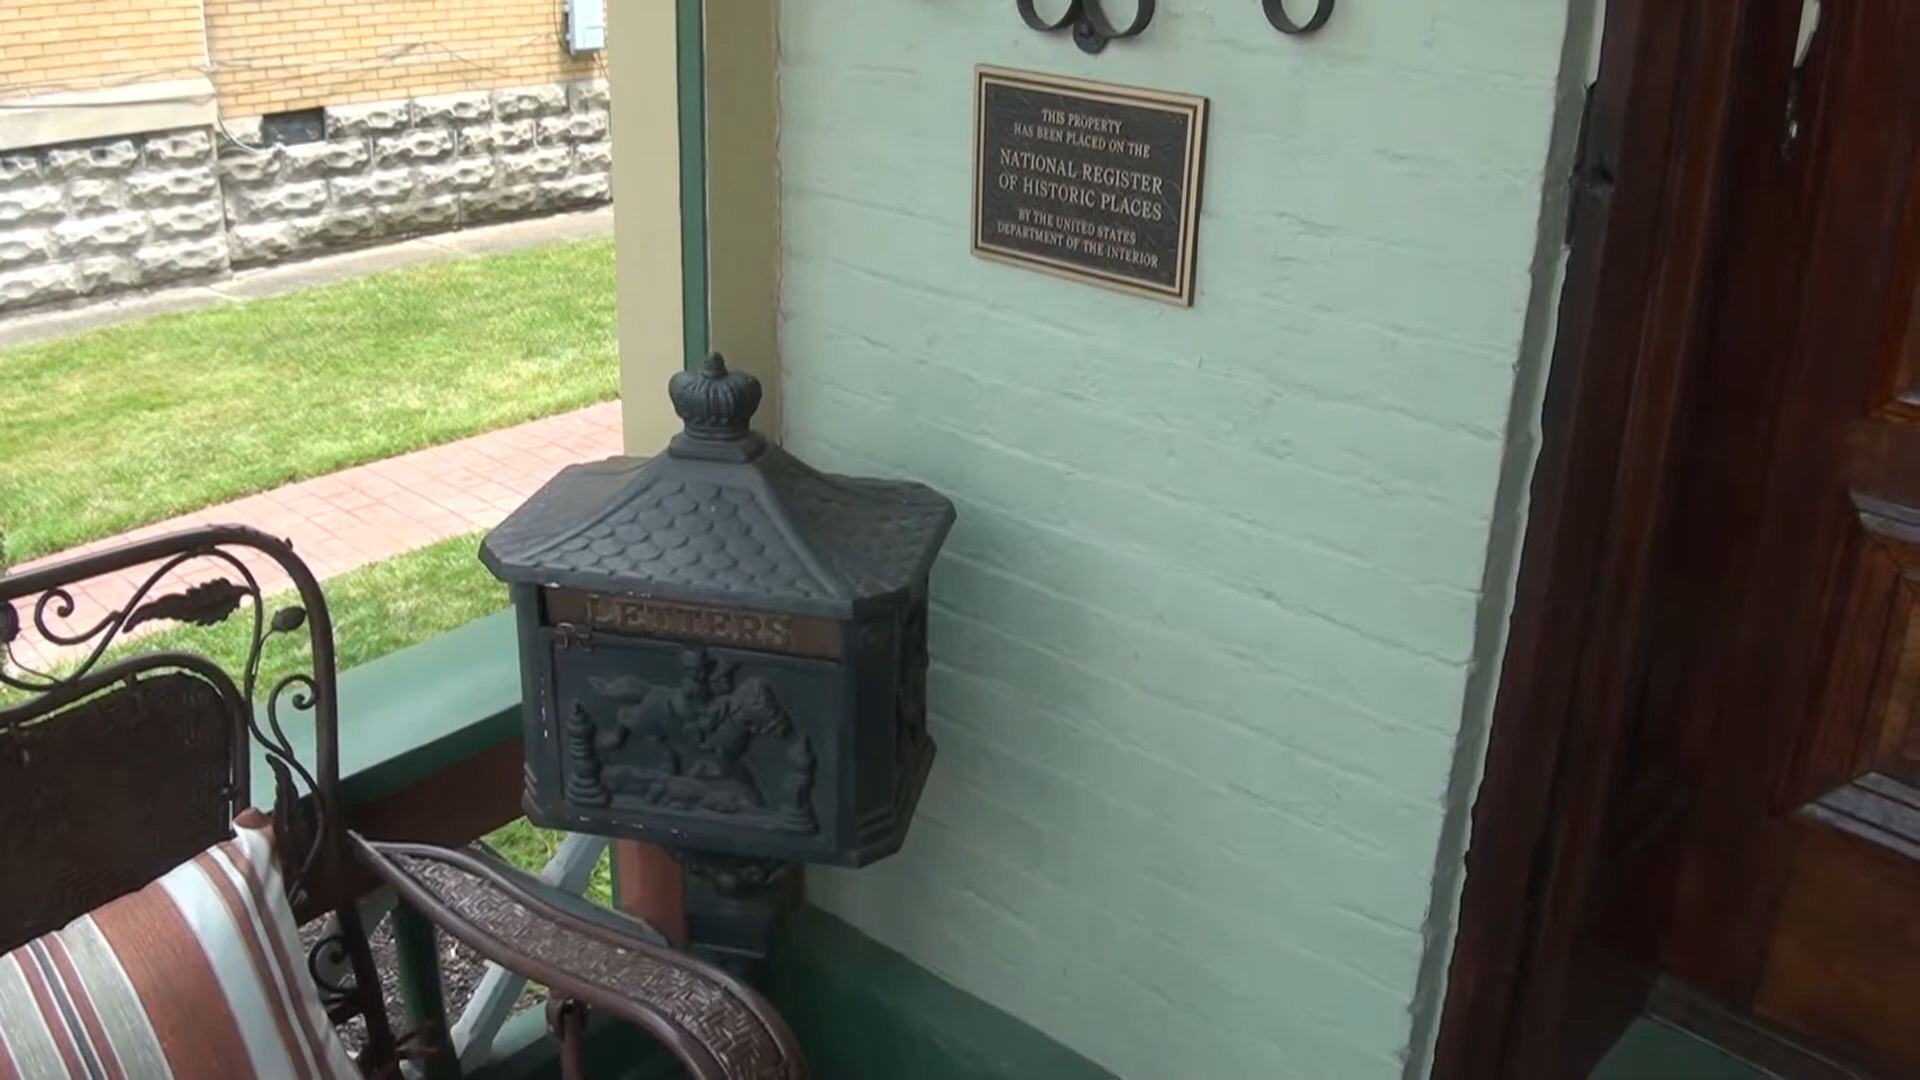 THIS PROPERTY
HAS BEEN PLACED ON THE
NATIONAL REGISTER
OF HISTORIC PLACES
BY THE UNITED STATES
DEPARTMENT OF THE INTERIOR
LETTERS